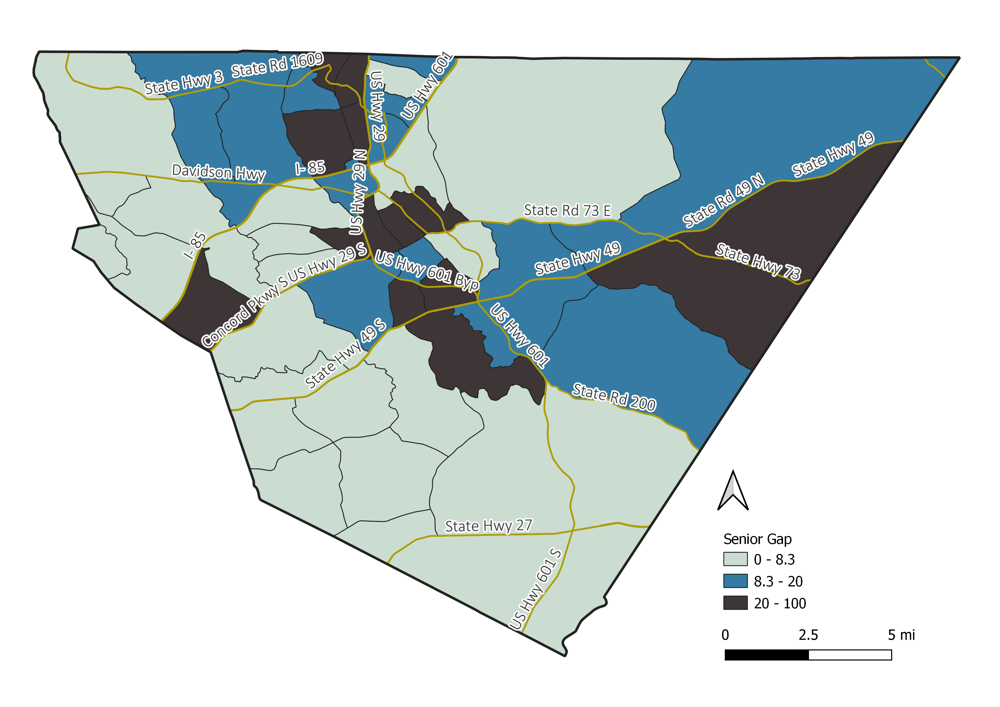 State Hwy 3
State Rd 1609
US Hwy 29
US Hwy 601
Davidson Hwy
I- 85
US Hwy 29 N
State Hwy 49
State Rd 49 N
State Rd 73 E
I- 85
State Hwy 49
State Hwy 73
Concord Pkwy S
US Hwy 29 S
US Hwy 601 Byp
US Hwy 601
State Hwy 49 S
State Rd 200
State Hwy 27
US Hwy 601 S
Senior Gap
0 - 8.3
8.3 - 20
20 - 100
0 2.5 5 mi